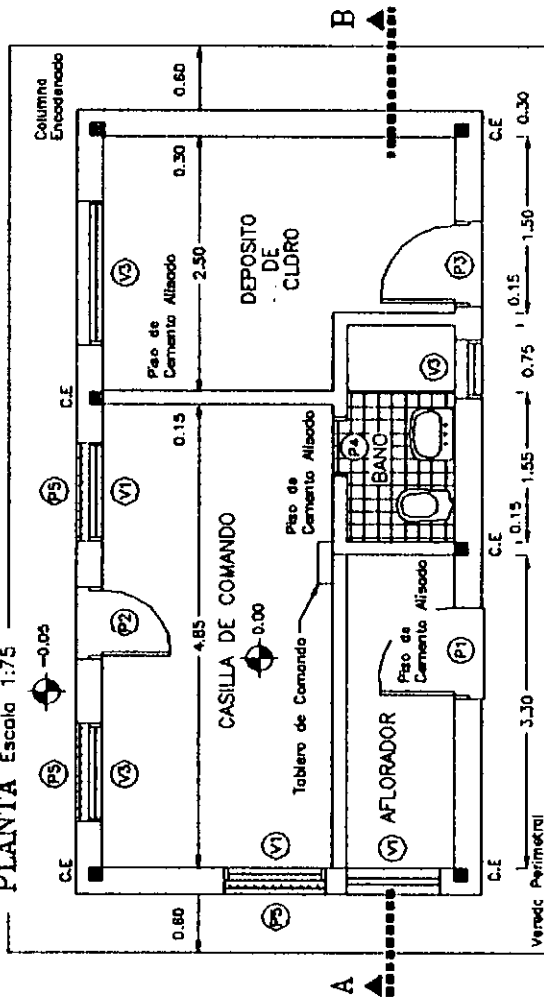 PLANTA Escala 1:75
Columna
Encadenado
-0.05
P5
P5
C.E
C.E
V3
P2
V1
V3
0.60
4.85
0.15
2.50
0.30
0.60
Piso de
Cemento Alisado
CASILLA DE COMANDO
0.00
DEPOSITO
DE
CLORO
Piso de
Cemento Alisado
V1
P5
Tablero de Comando
P4
BANO
V1
AFLORADOR
Piso de
Cemento Alisado
P1
V3
P3
A
B
C.E
C.E
C.E
3.30
0.15
1.55
0.75
0.15
1.50
0.30
Vereda Perimetral